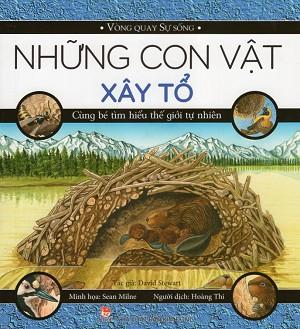 VÒNG QUAY SỰ SỐNG
NHỮNG CON VẬT
XÂY TỔ
Cùng bé tìm hiểu thế giới tự nhiên
Tác giả: David Stewart
Minh họa: Sean Milne
Người dịch: Hoàng Thi